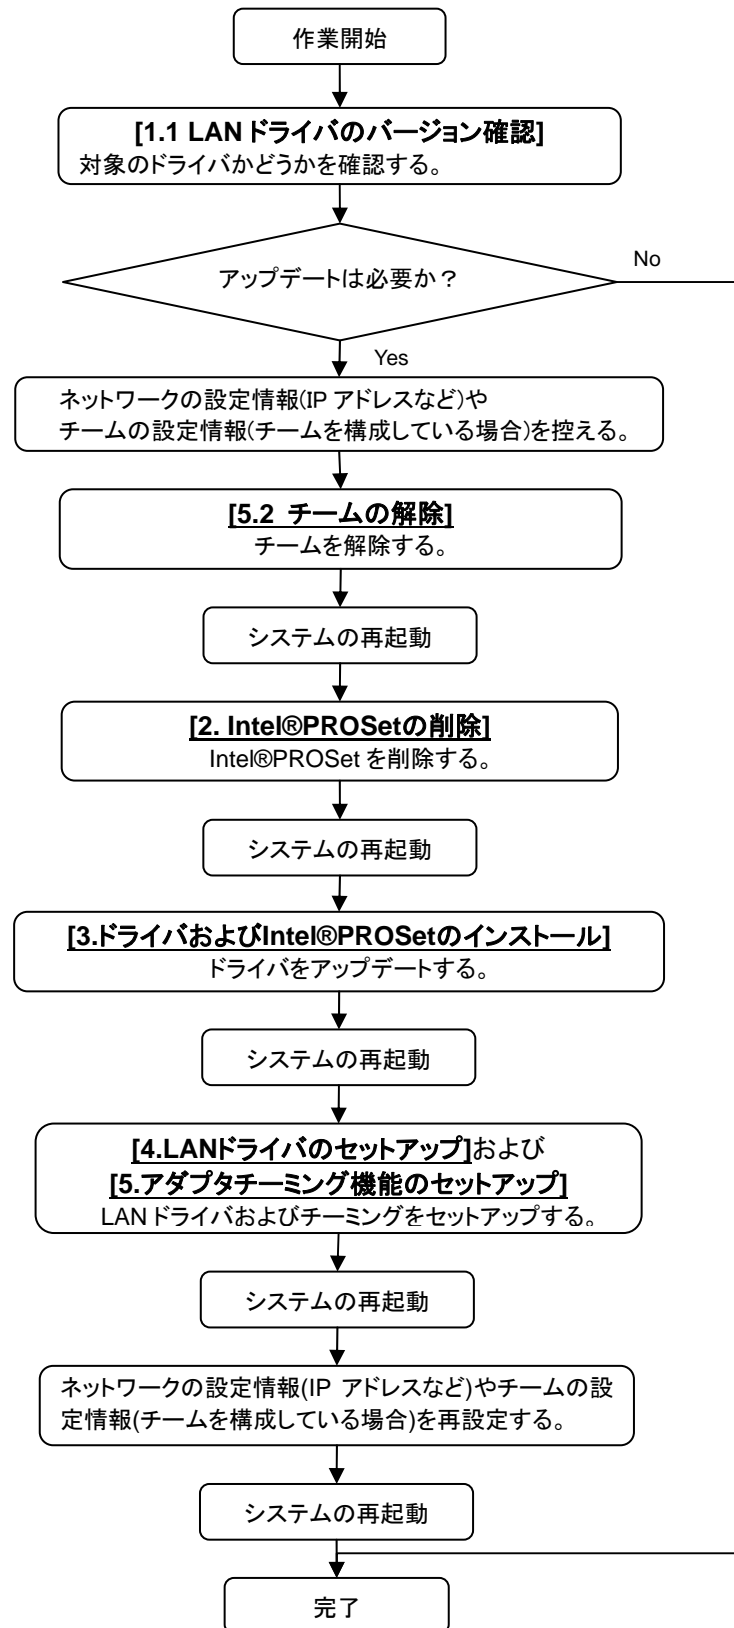 作業開始
[1.1 LANドライバのバージョン確認]
対象のドライバかどうかを確認する。
アップデートは必要か？
No
Yes
ネットワークの設定情報(IP アドレスなど)や
チームの設定情報(チームを構成している場合)を控える。
[5.2 チームの解除]
チームを解除する。
システムの再起動
[2. Intel®PROSetの削除]
Intel®PROSet を削除する。
システムの再起動
[3.ドライバおよびIntel®PROSetのインストール]
ドライバをアップデートする。
システムの再起動
[4.LANドライバのセットアップ]および
[5.アダプタチーミング機能のセットアップ]
LAN ドライバおよびチーミングをセットアップする。
システムの再起動
ネットワークの設定情報(IP アドレスなど)やチームの設
定情報(チームを構成している場合)を再設定する。
システムの再起動
完了